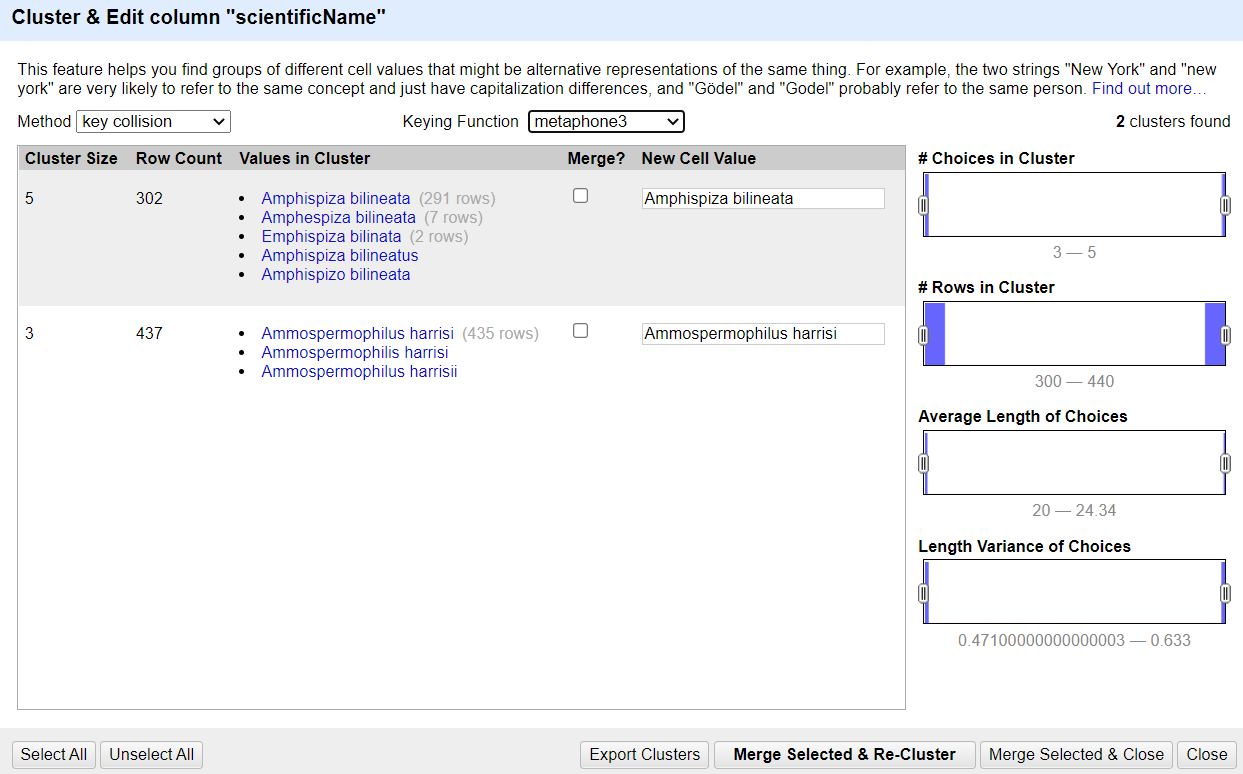 Cluster & Edit column "scientificName"
This feature helps you find groups of different cell values that might be alternative representations of the same thing. For example, the two strings "New York" and "new
york" are very likely to refer to the same concept and just have capitalization differences, and "Gödel" and "Godel" probably refer to the same person. Find out more…
Method key collision Keying Function metaphone3 2 clusters found
Cluster Size Row Count Values in Cluster Merge? New Cell Value
5 302 • Amphispiza bilineata (291 rows) Amphispiza bilineata
• Amphespiza bilineata (7 rows)
• Emphispiza bilinata (2 rows)
• Amphispiza bilineatus
• Amphispizo bilineata
3 437 • Ammospermophilus harrisi (435 rows) Ammospermophilus harrisi
• Ammospermophilis harrisi
• Ammospermophilus harrisii
# Choices in Cluster
3 — 5
# Rows in Cluster
300 — 440
Average Length of Choices
20 — 24.34
Length Variance of Choices
0.47100000000000003 — 0.633
Select All Unselect All Export Clusters Merge Selected & Re-Cluster Merge Selected & Close Close